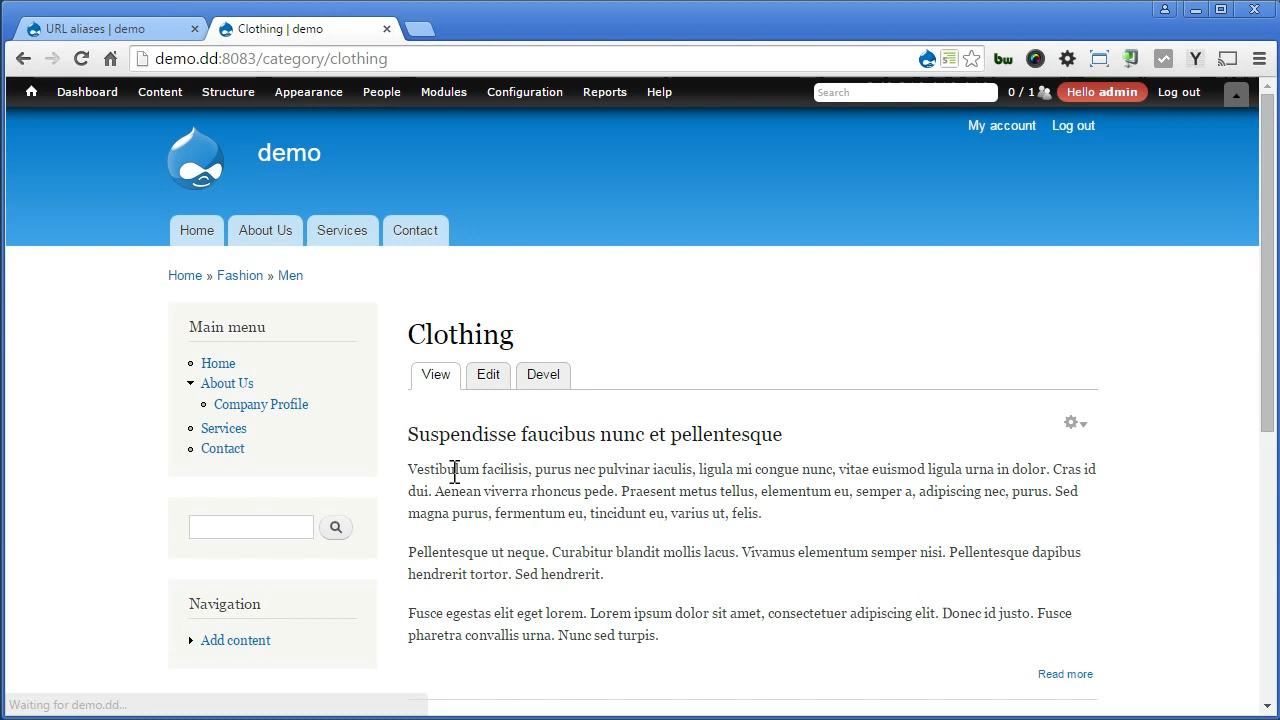 URL aliases | demo
Clothing | demo
demo.dd:8083/category/clothing
bw
Y
Dashboard Content Structure Appearance People Modules Configuration Reports Help Search 0 / 1 Hello admin Log out
My account Log out
demo
Home About Us Services Contact
Home » Fashion » Men
Main menu
Home
About Us
Company Profile
Services
Contact
Navigation
Add content
Clothing
View Edit Devel
Suspendisse faucibus nunc et pellentesque
Vestibulum facilisis, purus nec pulvinar iaculis, ligula mi congue nunc, vitae euismod ligula urna in dolor. Cras id
dui. Aenean viverra rhoncus pede. Praesent metus tellus, elementum eu, semper a, adipiscing nec, purus. Sed
magna purus, fermentum eu, tincidunt eu, varius ut, felis.
Pellentesque ut neque. Curabitur blandit mollis lacus. Vivamus elementum semper nisi. Pellentesque dapibus
hendrerit tortor. Sed hendrerit.
Fusce egestas elit eget lorem. Lorem ipsum dolor sit amet, consectetuer adipiscing elit. Donec id justo. Fusce
pharetra convallis urna. Nunc sed turpis.
Read more
Waiting for demo.dd...